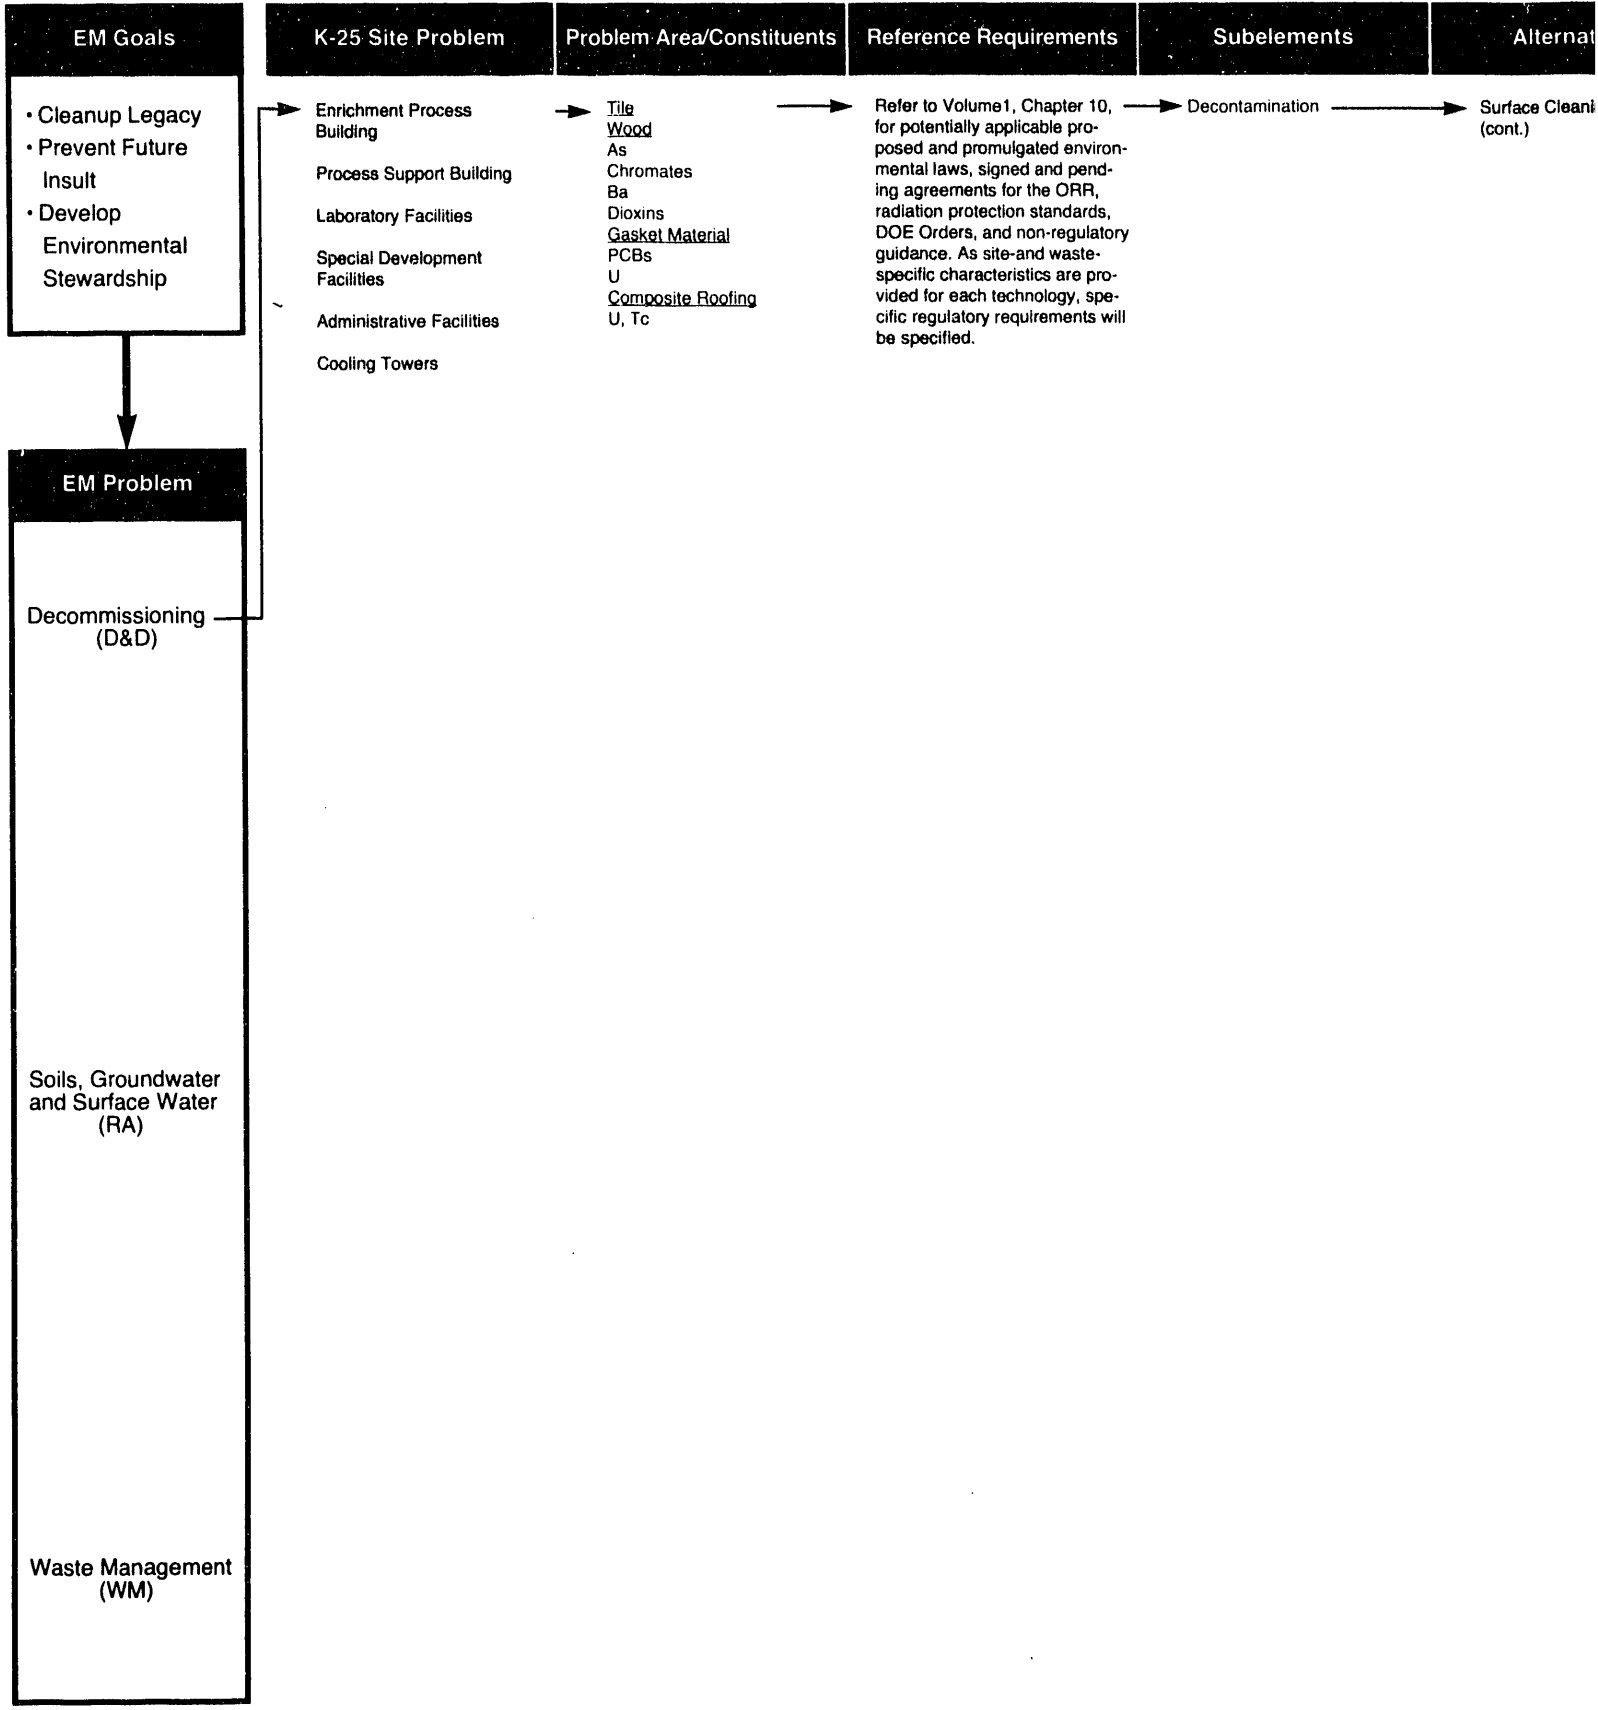 EM Goals
• Cleanup Legacy
• Prevent Future
Insult
• Develop
Environmental
Stewardship
EM Problem
Decommissioning
(D&D)
Soils, Groundwater
and Surface Water
(RA)
Waste Management
(WM)
K-25 Site Problem
Enrichment Process
Building
Process Support Building
Laboratory Facilities
Special Development
Facilities
Administrative Facilities
Cooling Towers
Problem Area/Constituents
Tile
Wood
As
Chromates
Ba
Dioxins
Gasket Material
PCBs
U
Composite Roofing
U, Tc
Reference Requirements
Refer to Volume1, Chapter 10,
for potentially applicable pro-
posed and promulgated environ-
mental laws, signed and pend-
ing agreements for the ORR,
radiation protection standards,
DOE Orders, and non-regulatory
guidance. As site-and waste-
specific characteristics are pro-
vided for each technology, spe-
cific regulatory requirements will
be specified.
Subelements
Decontamination
Alternat
Surface Cleani
(cont.)